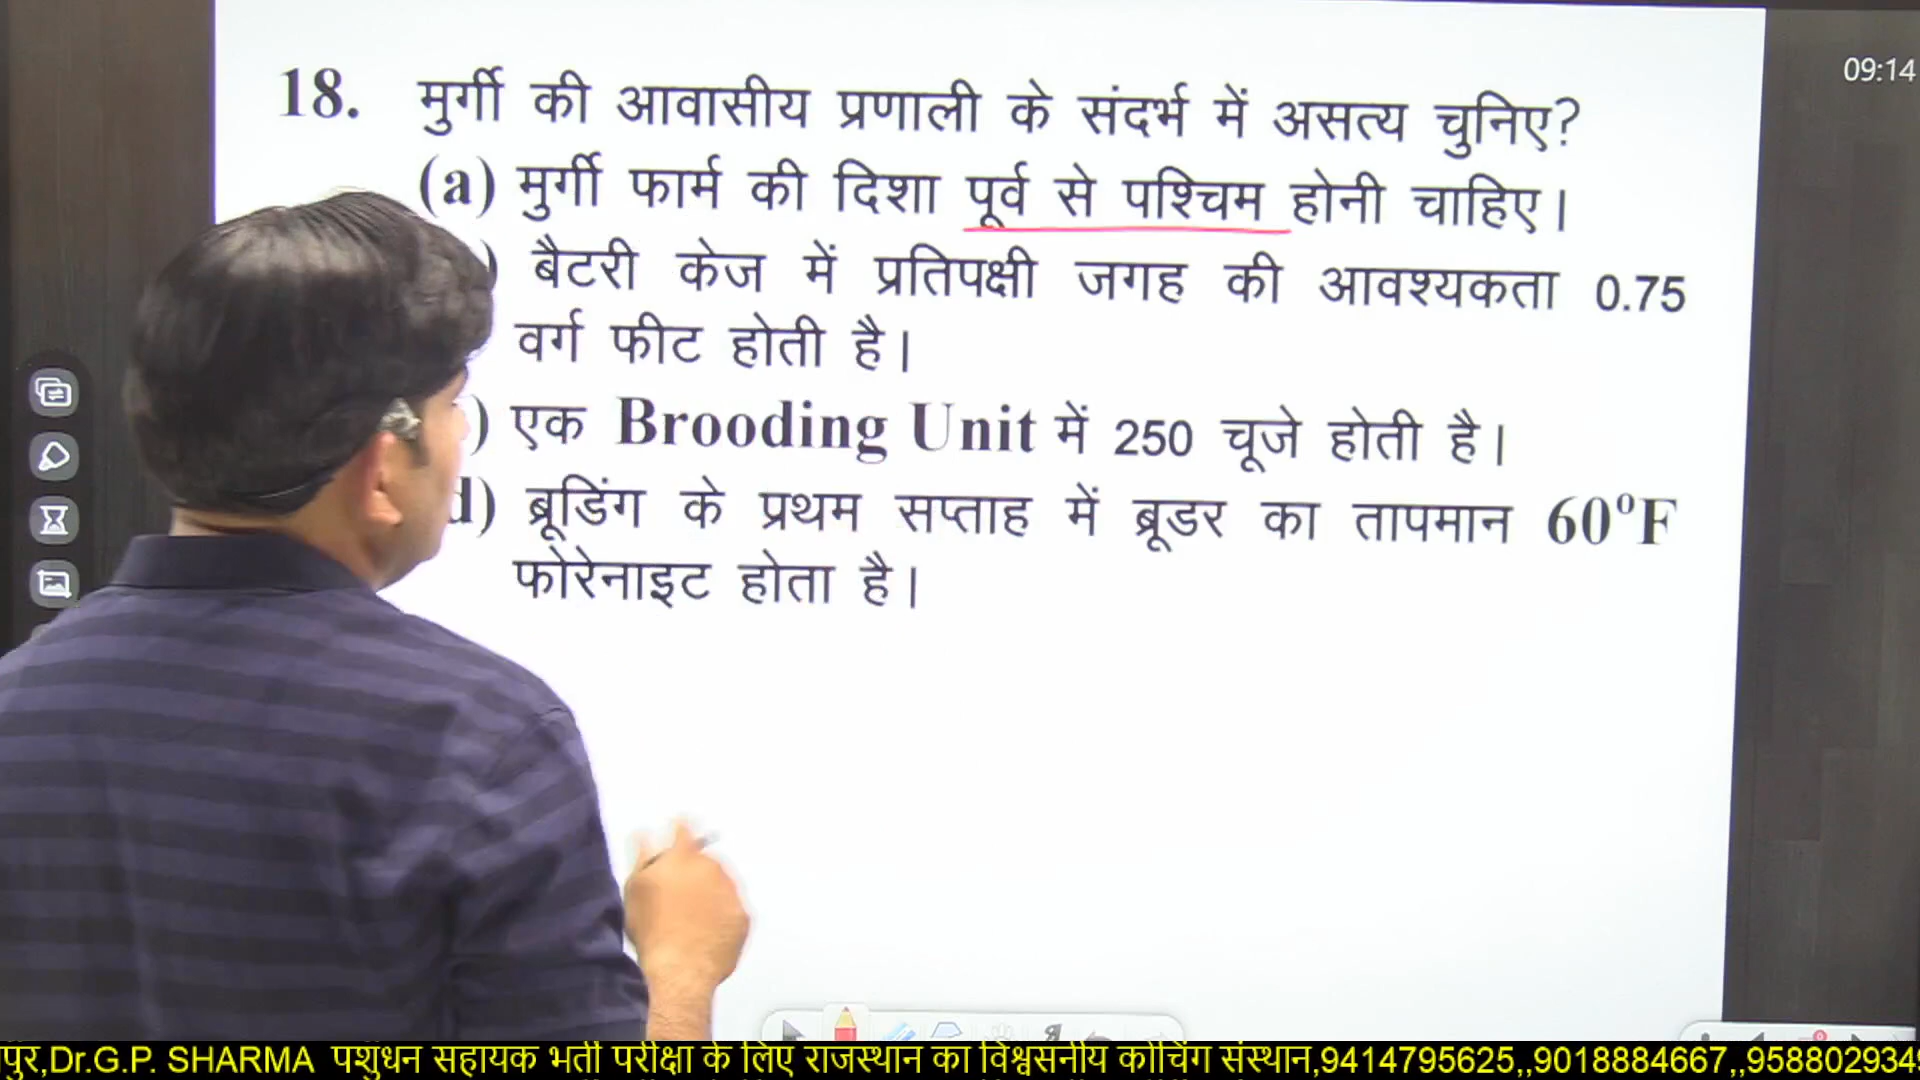 09:14
18. मुर्गी की आवासीय प्रणाली के संदर्भ में असत्य चुनिए?
(a) मुर्गी फार्म की दिशा पूर्व से पश्चिम होनी चाहिए।
) बैटरी केज में प्रतिपक्षी जगह की आवश्यकता 0.75
वर्ग फीट होती है।
) एक Brooding Unit में 250 चूजे होती है।
d) ब्रूडिंग के प्रथम सप्ताह में ब्रूडर का तापमान 60°F
फोरेनाइट होता है।
पुर,Dr.G.P. SHARMA पशुधन सहायक भर्ती परीक्षा के लिए राजस्थान का विश्वसनीय कोचिंग संस्थान,9414795625,,9018884667,,958802934